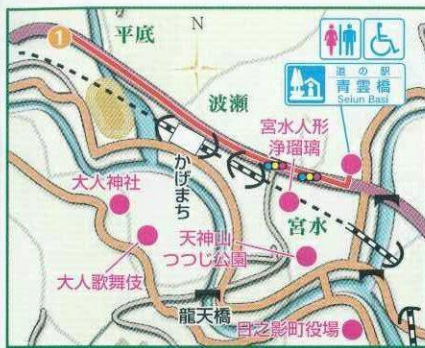 1
平底
N
道の駅
青雲橋
Seiun Basi
波瀬
宮水人形
浄瑠璃
かげまち
大人神社
宮水
天神山
つつじ公園
大人歌舞伎
龍天橋
日之影町役場